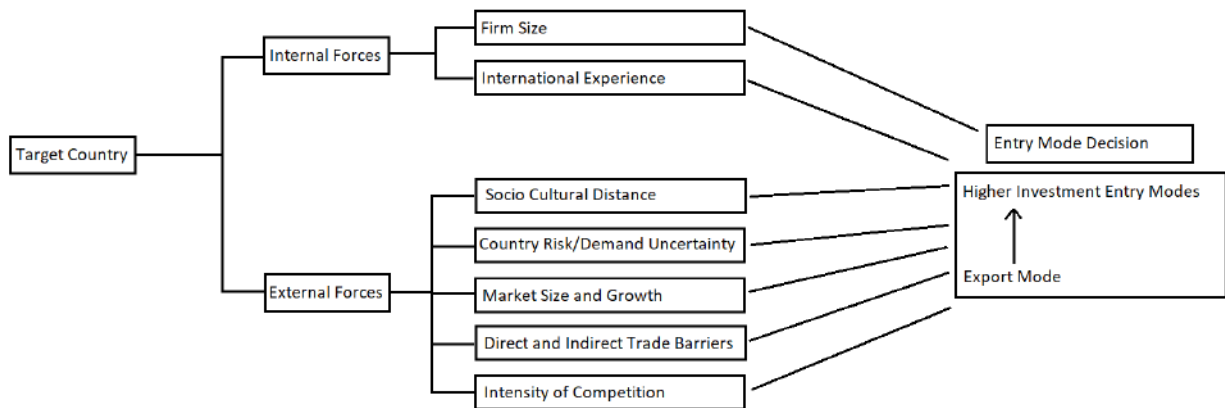 Target Country
Internal Forces
Firm Size
International Experience
External Forces
Socio Cultural Distance
Country Risk/Demand Uncertainty
Market Size and Growth
Direct and Indirect Trade Barriers
Intensity of Competition
Entry Mode Decision
Higher Investment Entry Modes
Export Mode